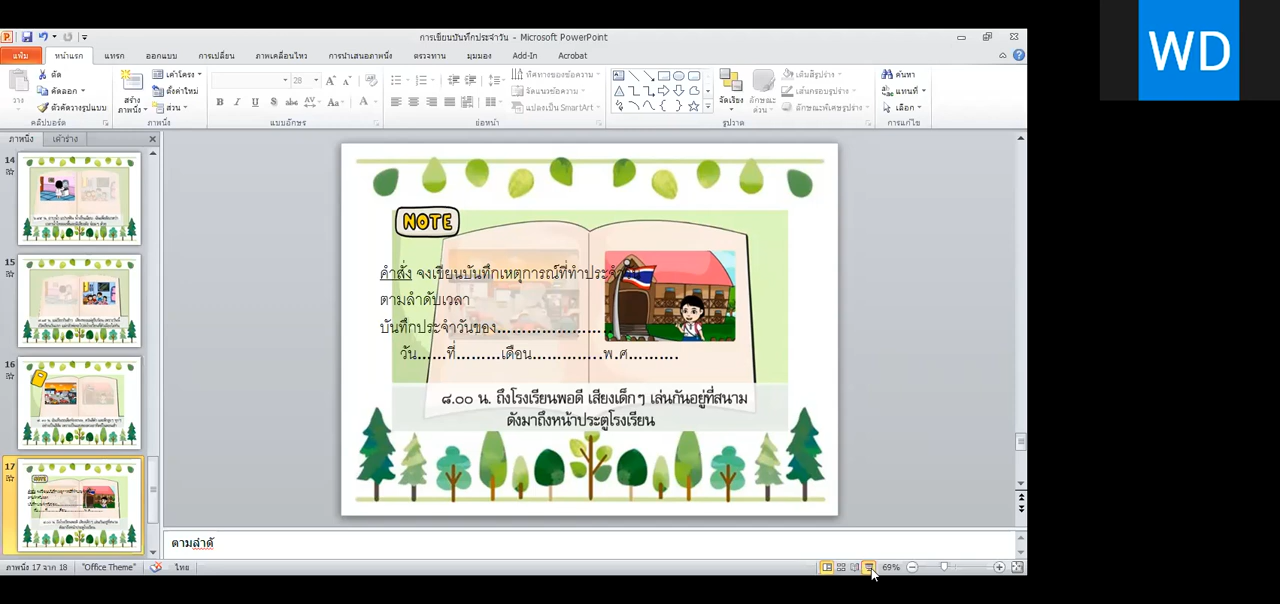 WD
การเขียนบันทึกประจำวัน - Microsoft PowerPoint
แฟ้ม หน้าแรก แทรก ออกแบบ การเปลี่ยน ภาพเคลื่อนไหว การนำเสนอภาพนิ่ง ตรวจทาน มุมมอง Add-In Acrobat
วาง
ตัด
คัดลอก
ตัวคัดวางรูปแบบ
คลิปบอร์ด
สร้างภาพนิ่ง
เค้าโครง
ตั้งค่าใหม่
ส่วน
ภาพนิ่ง
28
แบบอักษร
ทิศทางของข้อความ
จัดแนวข้อความ
แปลงเป็น SmartArt
ย่อหน้า
จัดเรียง
ลักษณะด่วน
เติมสีรูปร่าง
เส้นกรอบรูปร่าง
ลักษณะพิเศษรูปร่าง
รูปวาด
ค้นหา
แทนที่
เลือก
การแก้ไข
ภาพนิ่ง เค้าร่าง
14
15
16
17
NOTE
คำสั่ง จงเขียนบันทึกเหตุการณ์ที่ทำประจำวัน
ตามลำดับเวลา
บันทึกประจำวันของ........................
วัน......ที่.........เดือน..............พ.ศ..........
๘.๐๐ น. ถึงโรงเรียนพอดี เสียงเด็กๆ เล่นกันอยู่ที่สนาม
ดังมาถึงหน้าประตูโรงเรียน
ตามลำดั
ภาพนิ่ง 17 จาก 18 "Office Theme" ไทย 69%